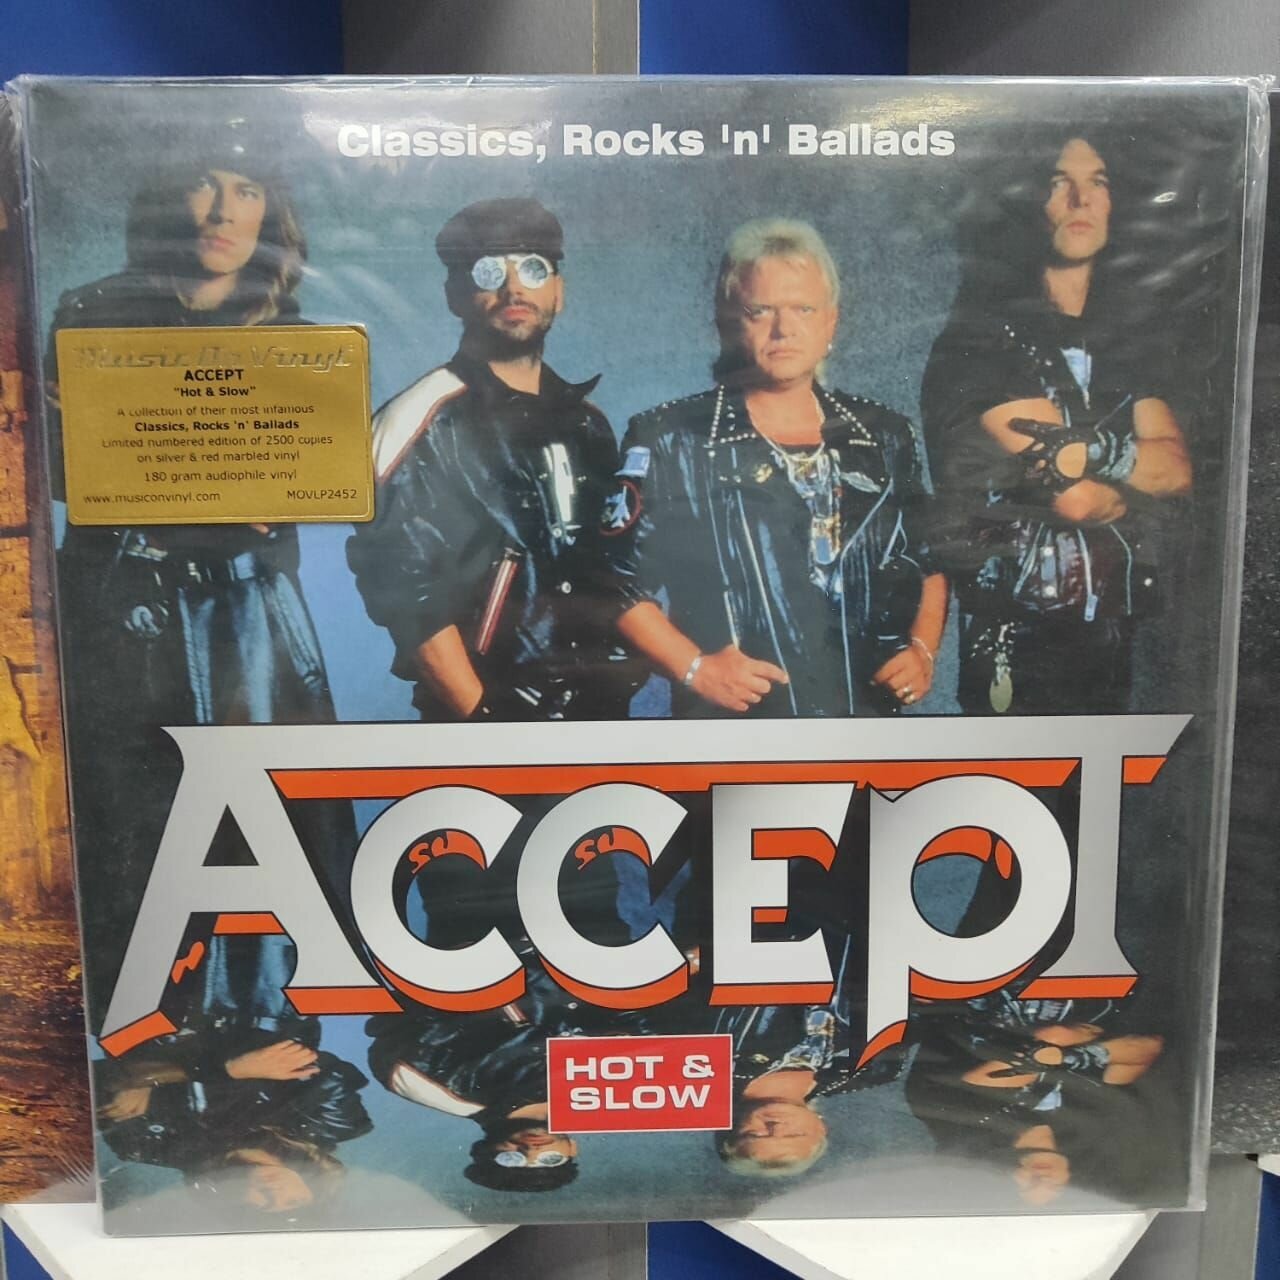 Classics, Rocks 'n' Ballads
Music On Vinyl
ACCEPT
"Hot & Slow"
A collection of their most infamous
Classics, Rocks 'n' Ballads
Limited numbered edition of 2500 copies
on silver & red marbled vinyl
180 gram audiophile vinyl
www.musiconvinyl.com MOVLP2452
ACCEPT
HOT &
SLOW